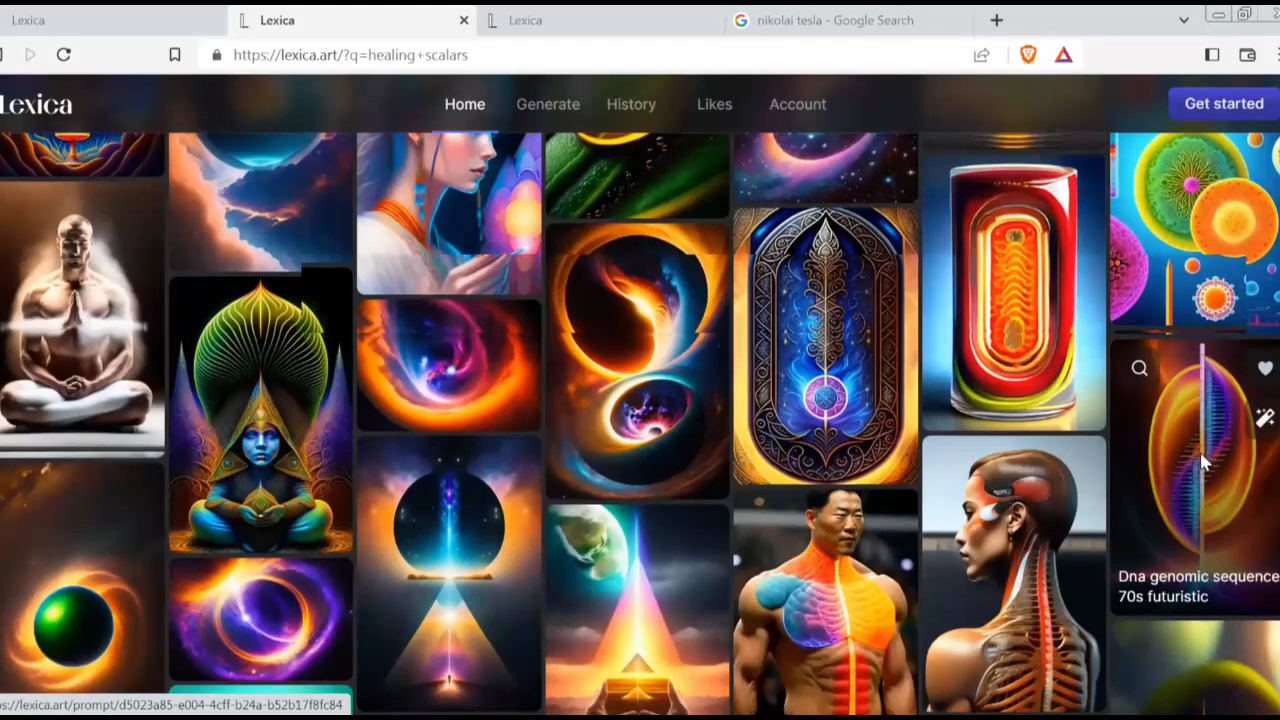 Lexica
Lexica
Lexica
nikolai tesla - Google Search
https://lexica.art/?q=healing+scalars
Lexica
Home
Generate
History
Likes
Account
Get started
Dna genomic sequence
70s futuristic
s://lexica.art/prompt/d5023a85-e004-4cff-b24a-b52b17f8fc84